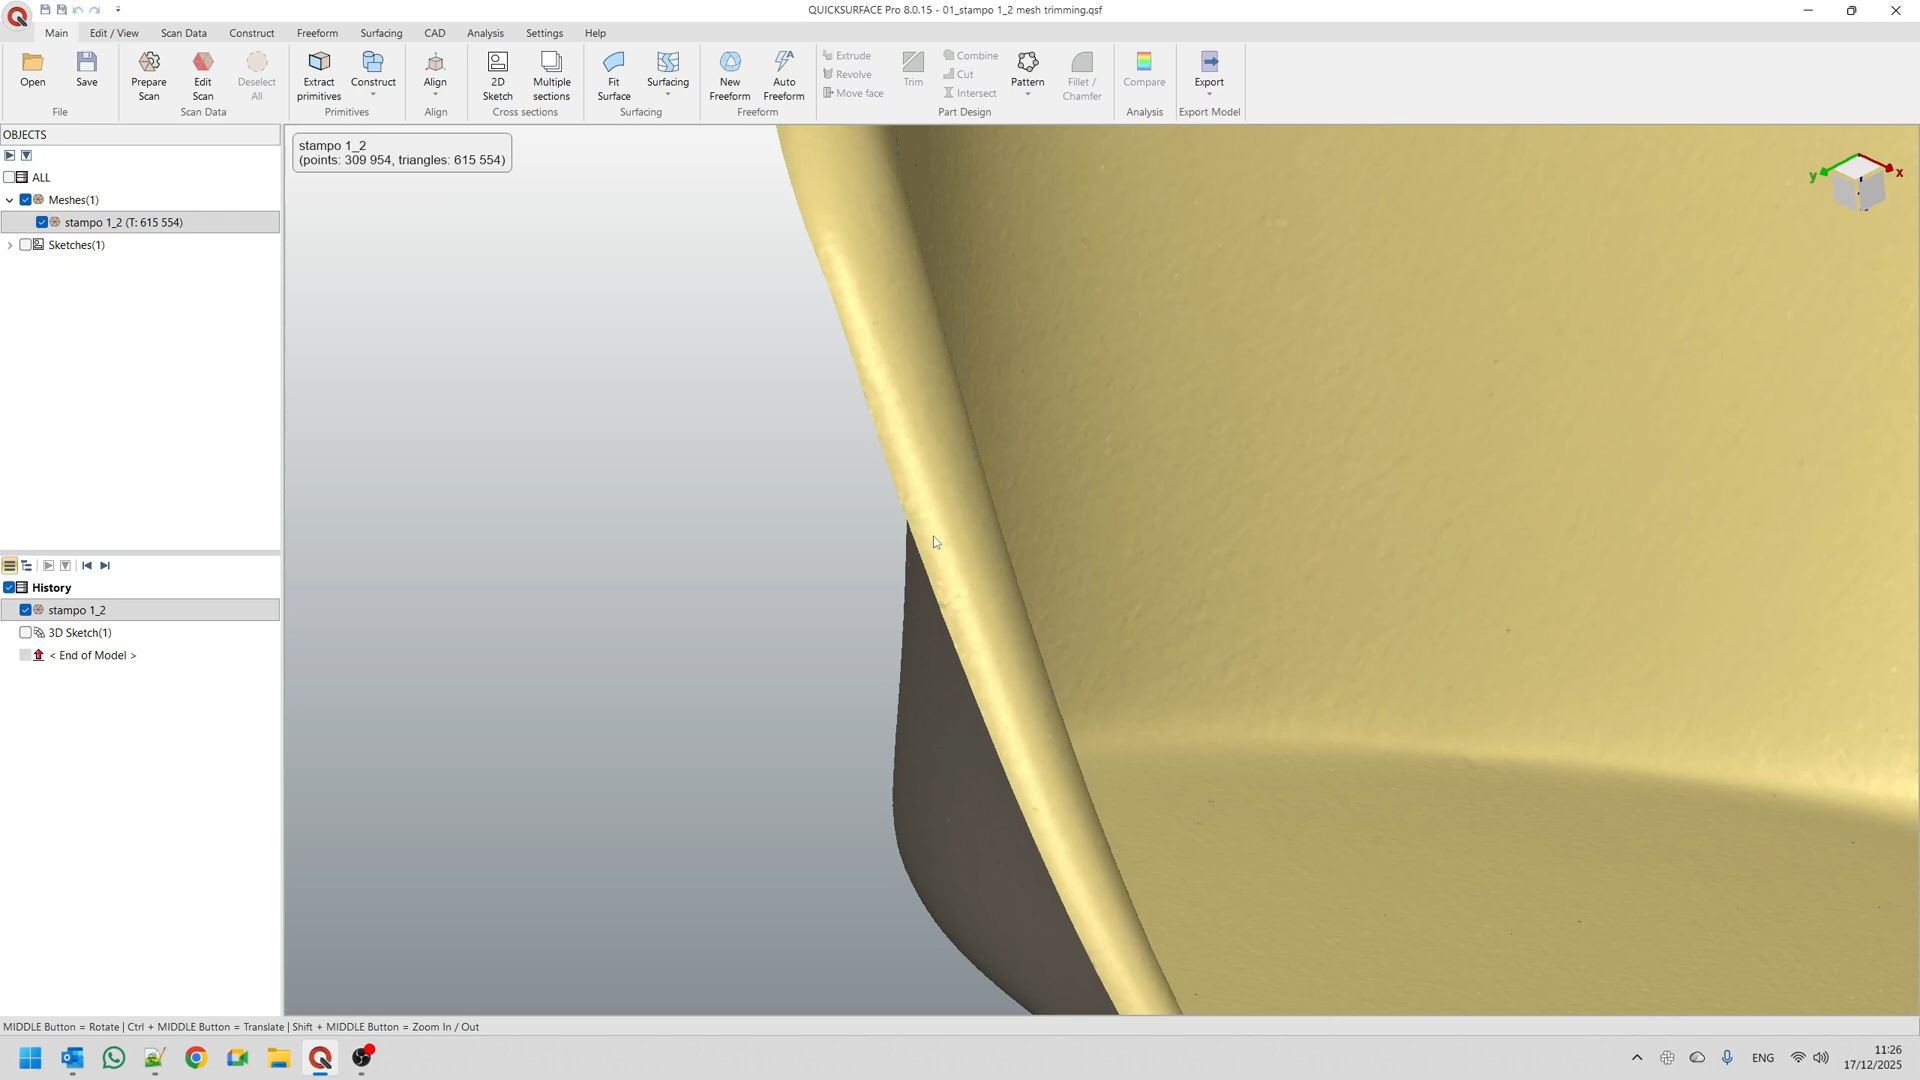 QUICKSURFACE Pro 8.0.15 - 01_stampo 1_2 mesh trimming.qsf
Main Edit / View Scan Data Construct Freeform Surfacing CAD Analysis Settings Help
Open
Save
File
Prepare Scan
Edit Scan
Deselect All
Scan Data
Extract primitives
Construct
Primitives
Align
Align
2D Sketch
Multiple sections
Cross sections
Fit Surface
Surfacing
Surfacing
New Freeform
Auto Freeform
Freeform
Extrude
Revolve
Move face
Trim
Combine
Cut
Intersect
Pattern
Fillet / Chamfer
Part Design
Compare
Analysis
Export
Export Model
OBJECTS
ALL
Meshes(1)
stampo 1_2 (T: 615 554)
Sketches(1)
stampo 1_2
(points: 309 954, triangles: 615 554)
y x
History
stampo 1_2
3D Sketch(1)
< End of Model >
MIDDLE Button = Rotate | Ctrl + MIDDLE Button = Translate | Shift + MIDDLE Button = Zoom In / Out
ENG
11:26
17/12/2025